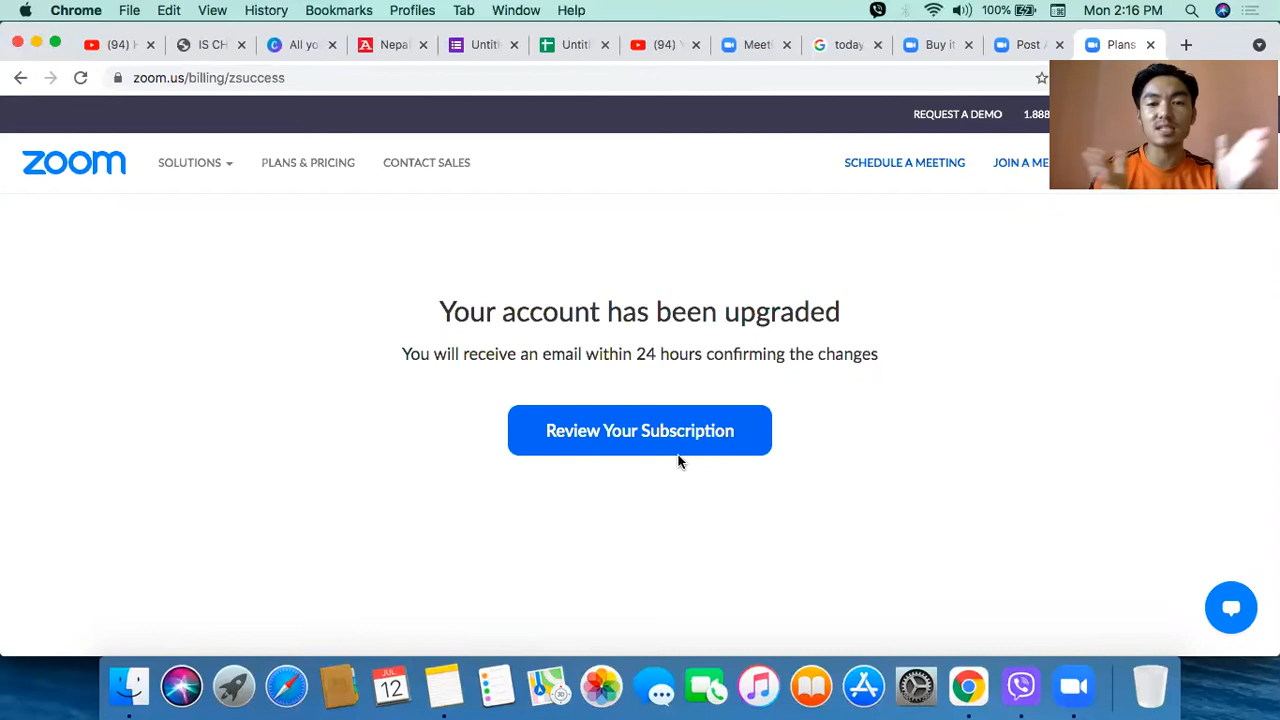 Chrome File Edit View History Bookmarks Profiles Tab Window Help 100% Mon 2:16 PM
(94) H IS CH All yo Nepal Untitl Untitl (94) Y Meeti today Buy it Post A Plans
zoom.us/billing/zsuccess
REQUEST A DEMO 1.888
zoom SOLUTIONS PLANS & PRICING CONTACT SALES SCHEDULE A MEETING JOIN A ME
Your account has been upgraded
You will receive an email within 24 hours confirming the changes
Review Your Subscription
JUL
12